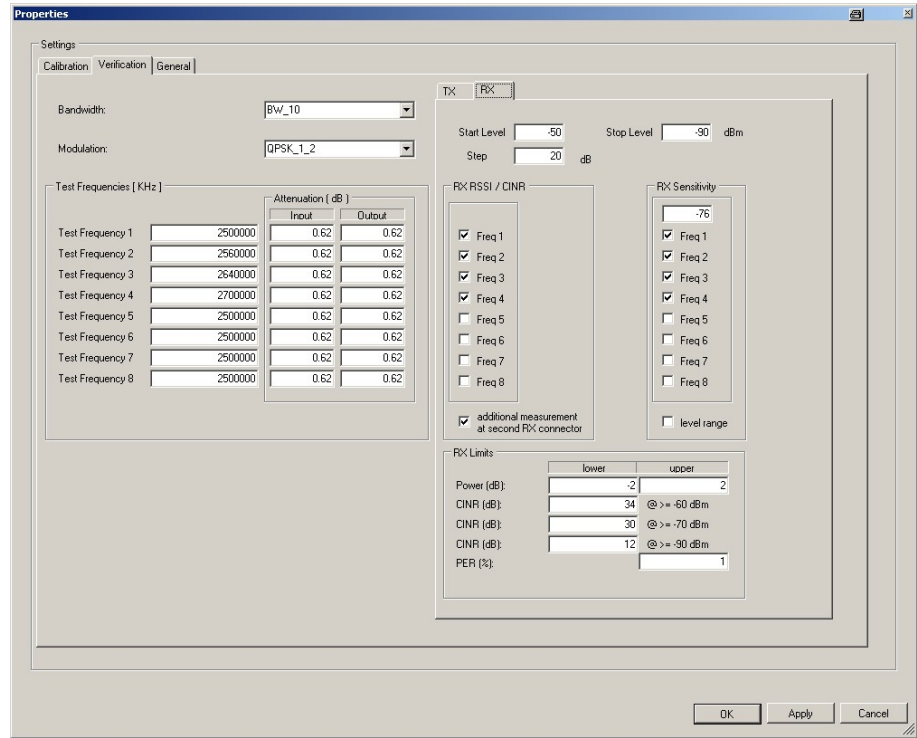 Properties
Settings
Calibration Verification General
Bandwidth: BW_10
Modulation: QPSK_1_2
Test Frequencies [ KHz ]
Attenuation ( dB )
Input Output
Test Frequency 1 2500000 0.62 0.62
Test Frequency 2 2560000 0.62 0.62
Test Frequency 3 2640000 0.62 0.62
Test Frequency 4 2700000 0.62 0.62
Test Frequency 5 2500000 0.62 0.62
Test Frequency 6 2500000 0.62 0.62
Test Frequency 7 2500000 0.62 0.62
Test Frequency 8 2500000 0.62 0.62
TX RX
Start Level -50 Stop Level -90 dBm
Step 20 dB
RX RSSI / CINR
Freq 1
Freq 2
Freq 3
Freq 4
Freq 5
Freq 6
Freq 7
Freq 8
additional measurement
at second RX connector
RX Sensitivity
-76
Freq 1
Freq 2
Freq 3
Freq 4
Freq 5
Freq 6
Freq 7
Freq 8
level range
RX Limits
lower upper
Power (dB): -2 2
CINR (dB): 34 @ >= -60 dBm
CINR (dB): 30 @ >= -70 dBm
CINR (dB): 12 @ >= -90 dBm
PER (%): 1
OK Apply Cancel